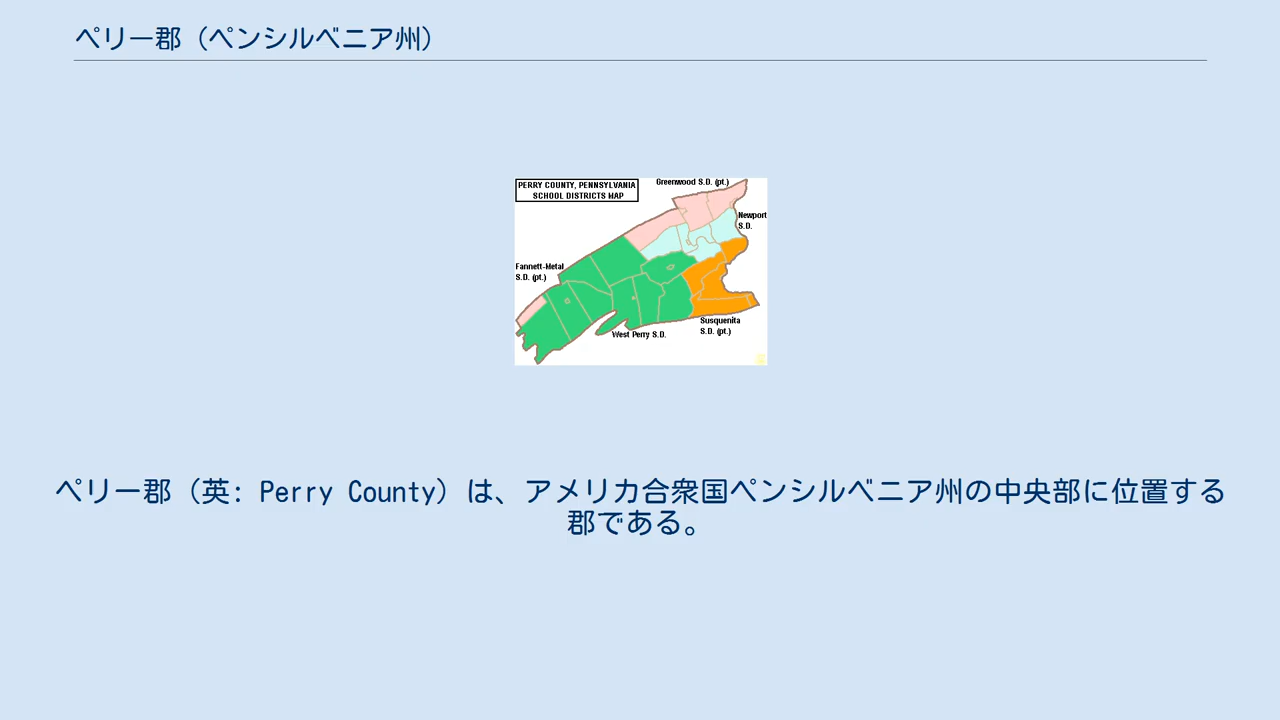 ペリー郡（ペンシルベニア州）
PERRY COUNTY, PENNSYLVANIA
SCHOOL DISTRICTS MAP
Greenwood S.D. (pt.)
Newport
S.D.
Fannett-Metal
S.D. (pt.)
Susquenita
S.D. (pt.)
West Perry S.D.
ペリー郡（英: Perry County）は、アメリカ合衆国ペンシルベニア州の中央部に位置する
郡である。